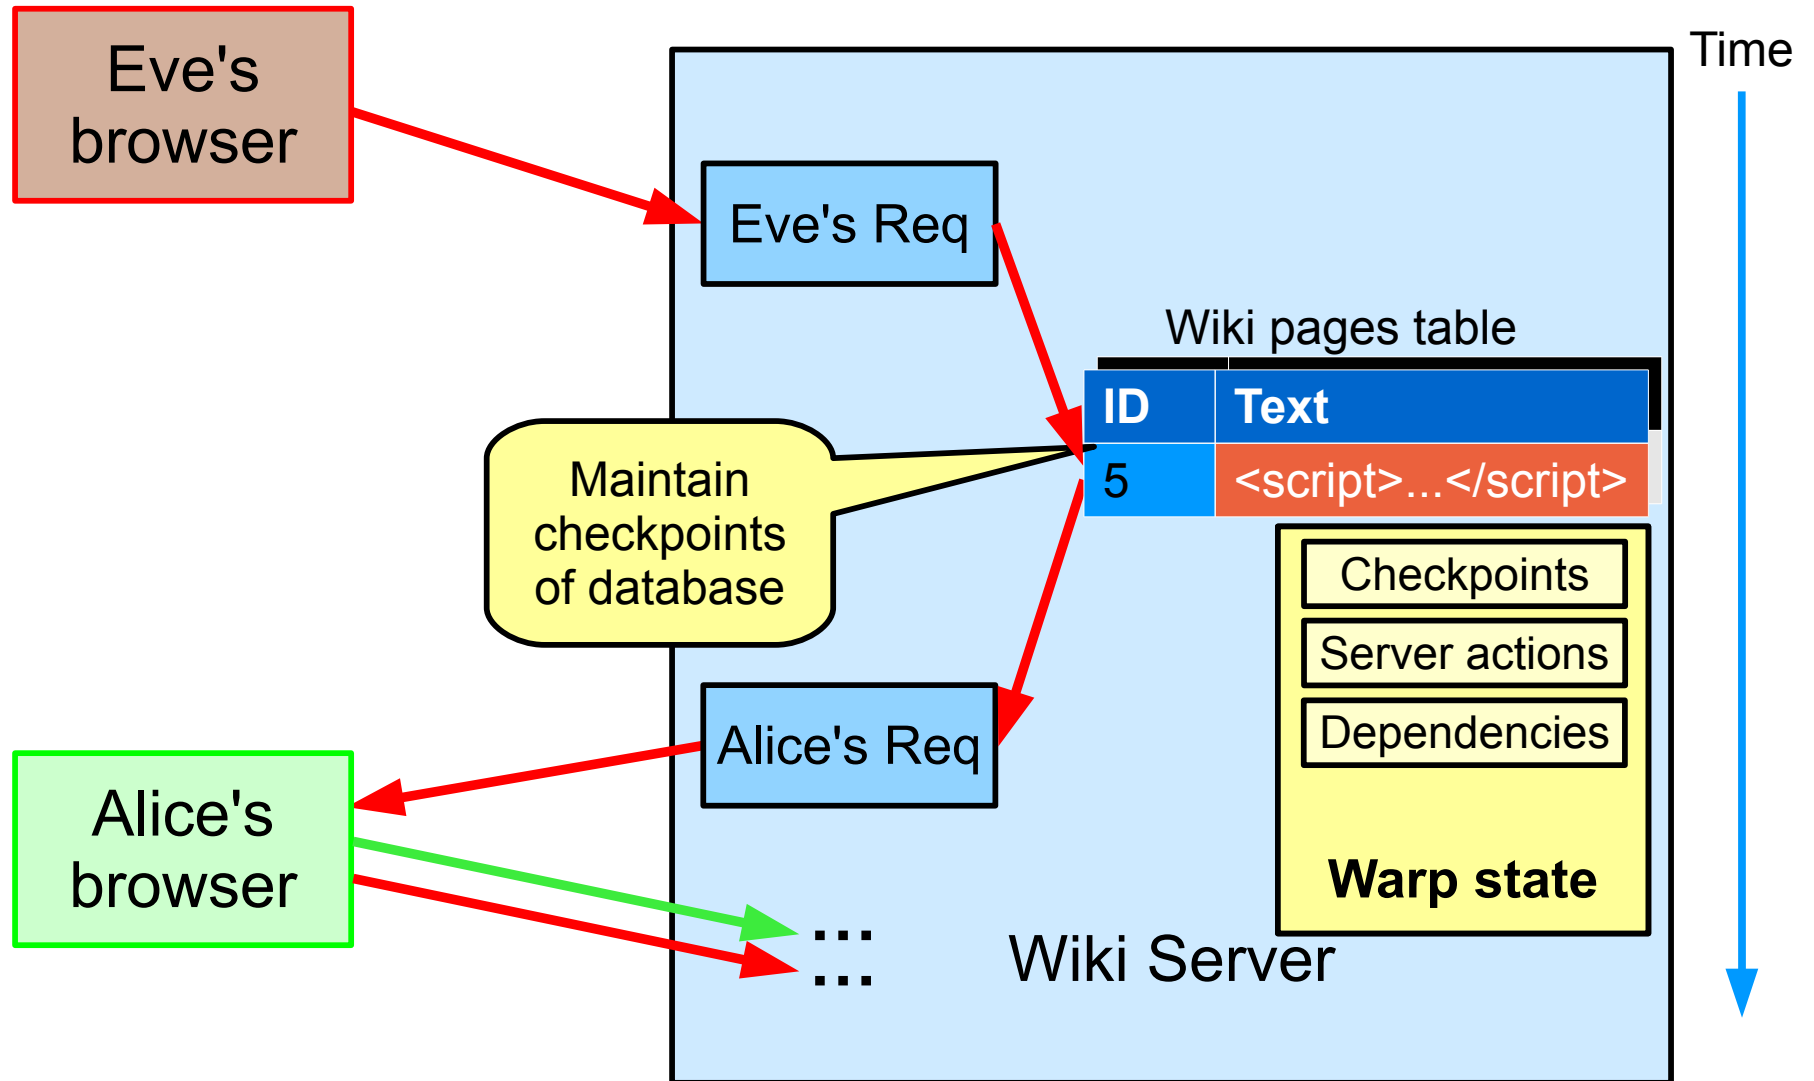 Eve's
browser
Time
Eve's Req
Wiki pages table
ID Text
5 <script>...</script>
Maintain
checkpoints
of database
Checkpoints
Server actions
Dependencies
Warp state
Alice's Req
Alice's
browser
...
...
Wiki Server